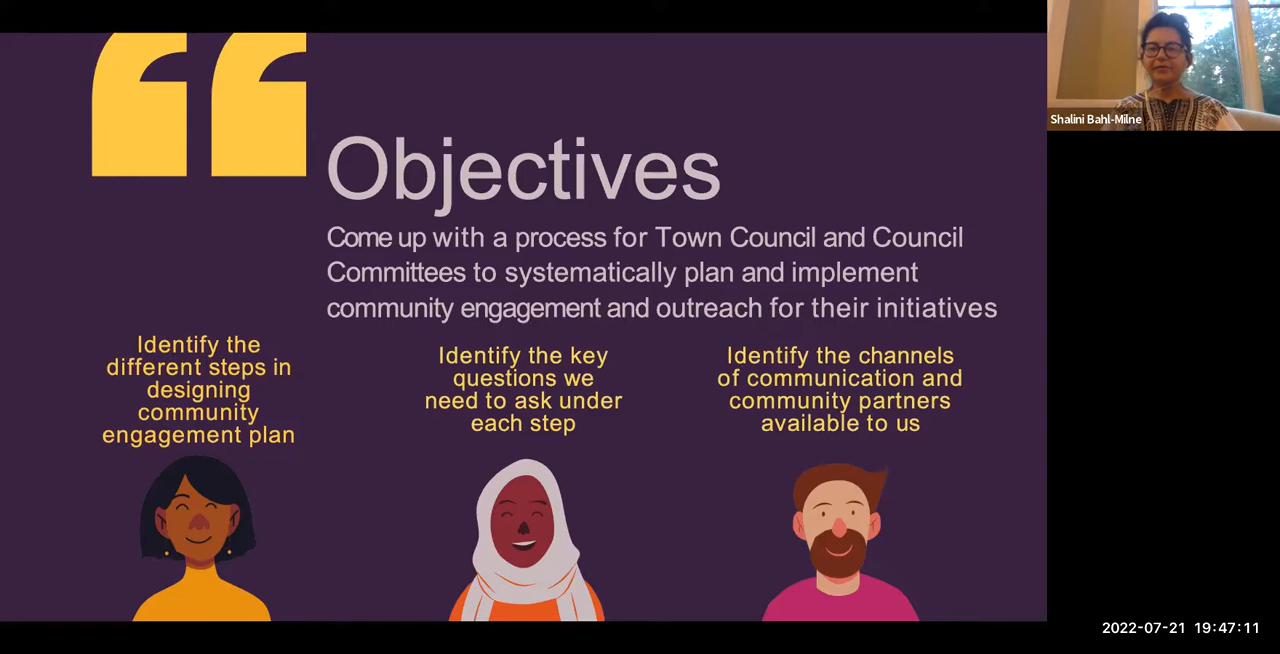 Objectives
Come up with a process for Town Council and Council
Committees to systematically plan and implement
community engagement and outreach for their initiatives
Identify the
different steps in
designing
community
engagement plan
Identify the key
questions we
need to ask under
each step
Identify the channels
of communication and
community partners
available to us
Shalini Bahl-Milne
2022-07-21 19:47:11